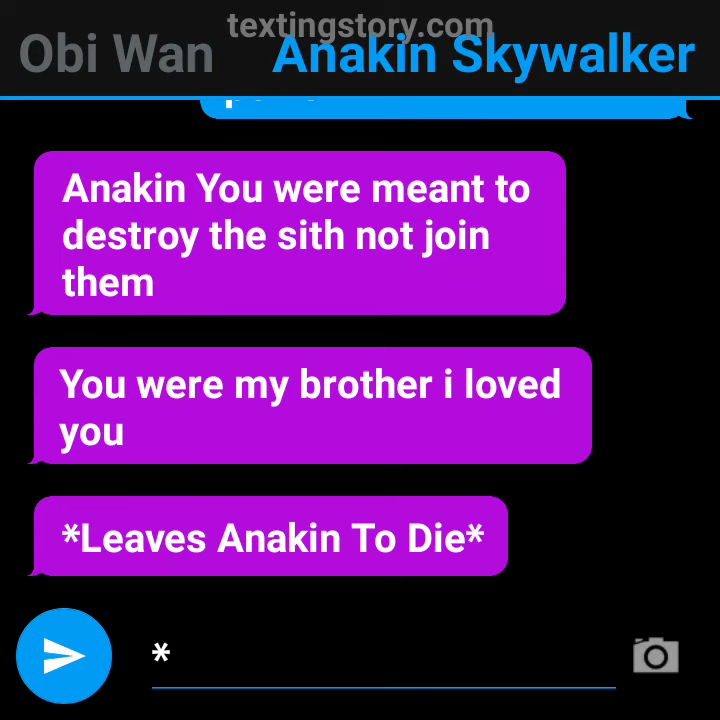 textingstory.com
Obi Wan Anakin Skywalker
Anakin You were meant to
destroy the sith not join
them
You were my brother i loved
you
*Leaves Anakin To Die*
*